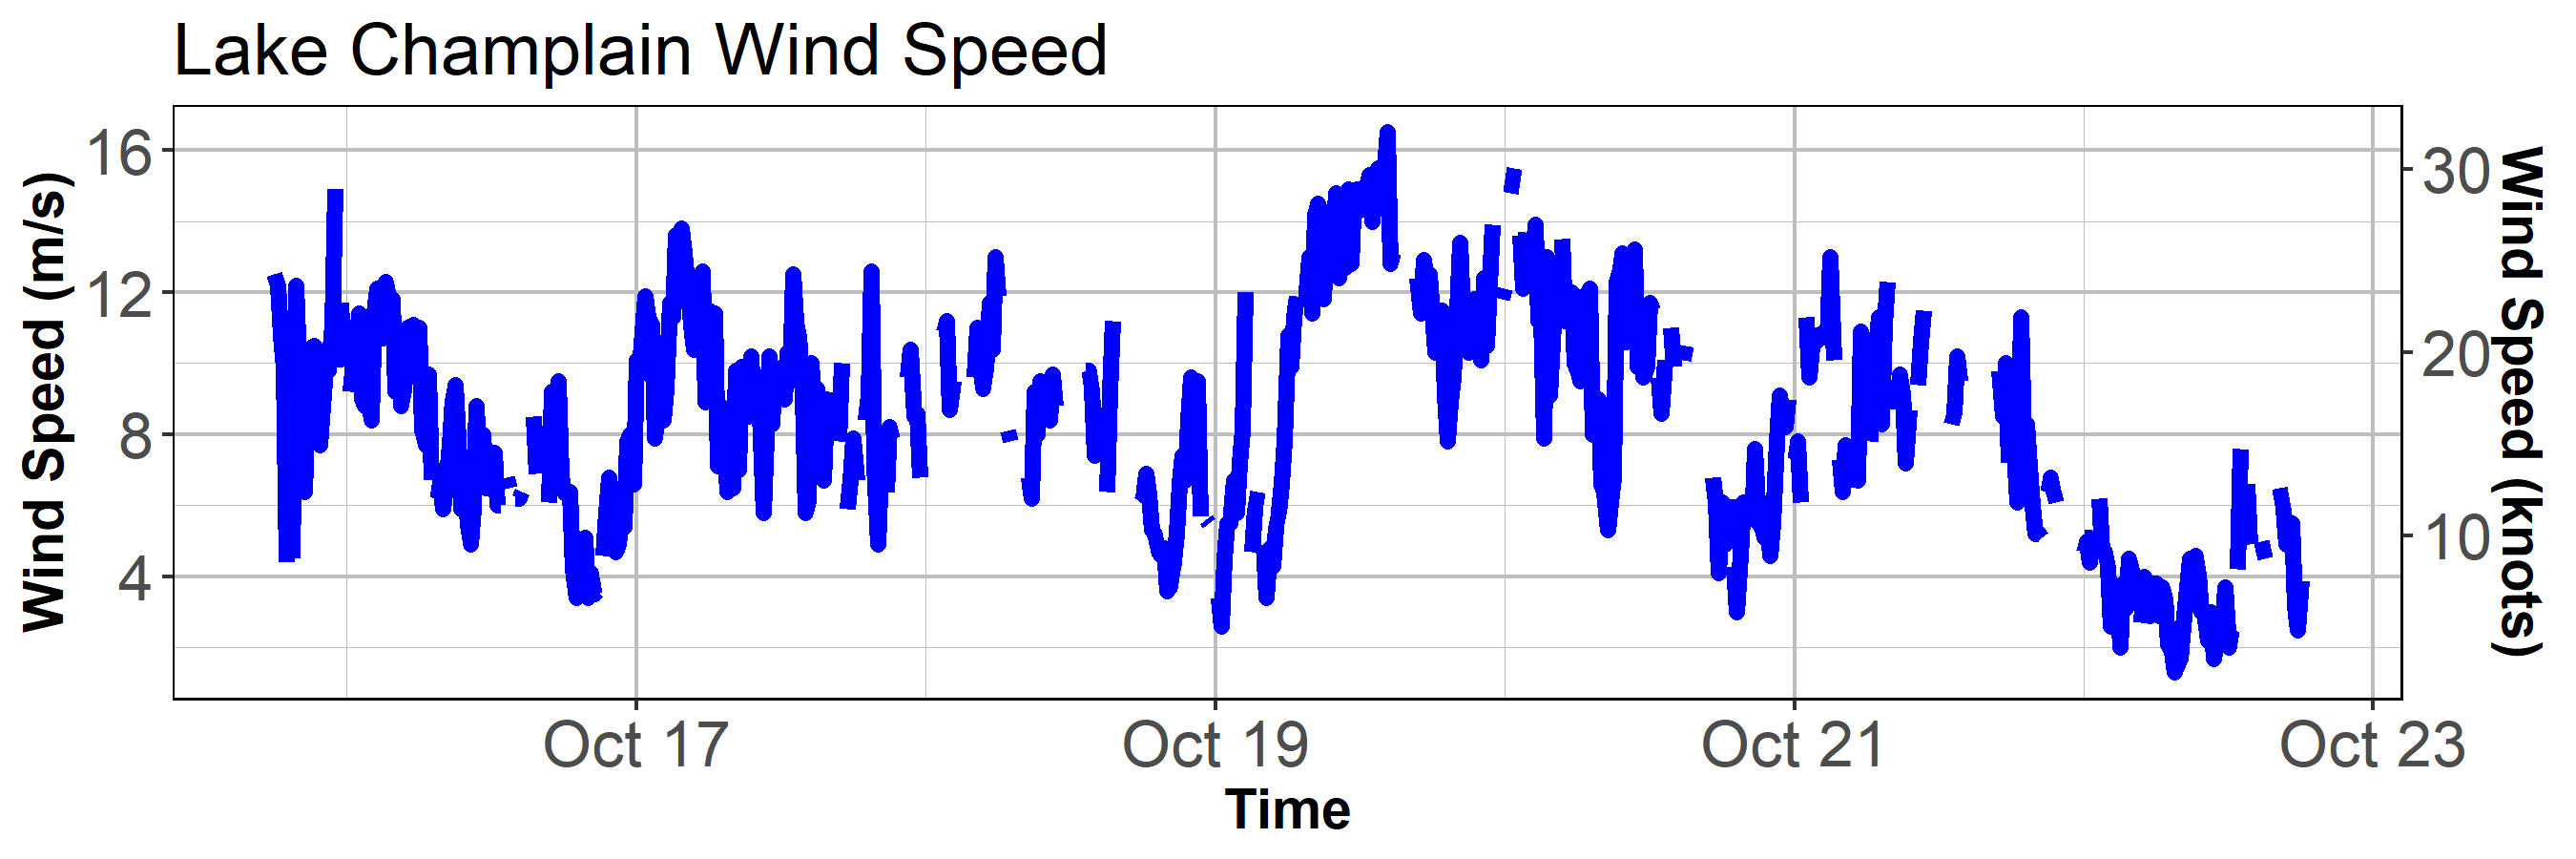 Lake Champlain Wind Speed
Wind Speed (m/s)
16
12
8
4
30
20
10
Wind Speed (knots)
Oct 17
Oct 19
Oct 21
Oct 23
Time